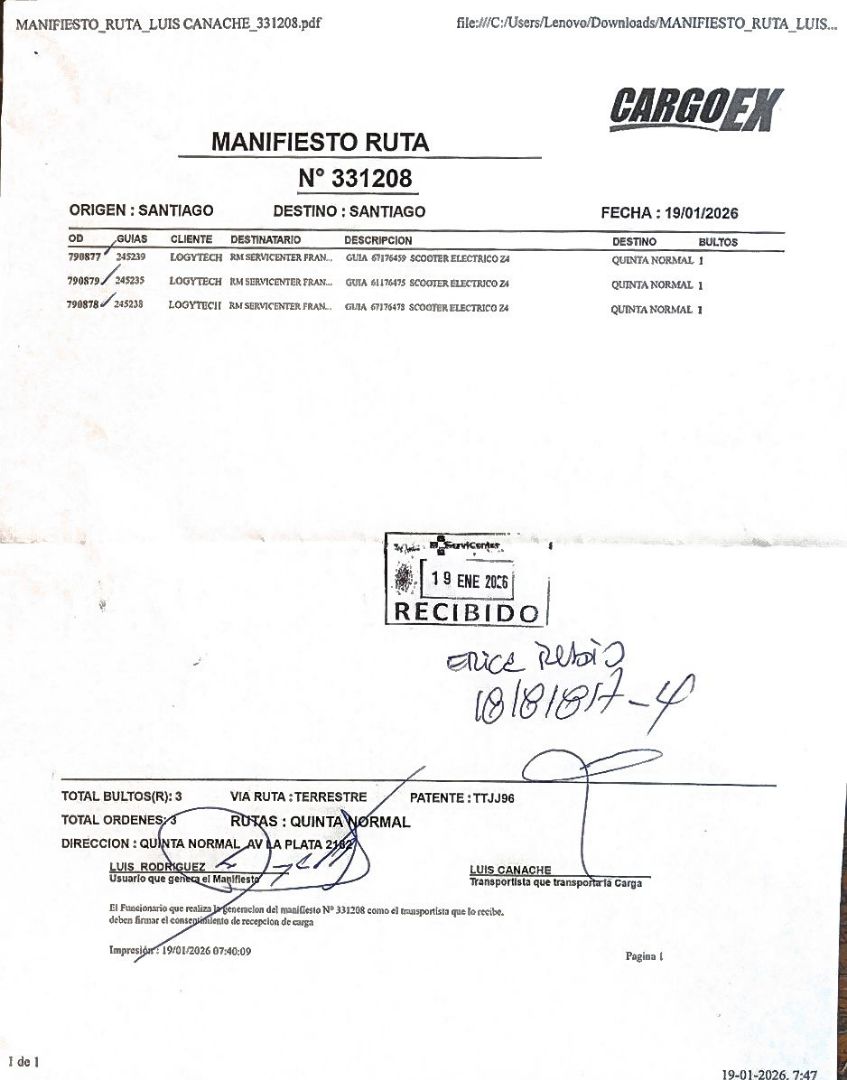 MANIFIESTO_RUTA_LUIS CANACHE_331208.pdf file:///C:/Users/Lenovo/Downloads/MANIFIESTO_RUTA_LUIS...
CARGOEX
MANIFIESTO RUTA
N° 331208
ORIGEN : SANTIAGO DESTINO : SANTIAGO FECHA : 19/01/2026
OD GUIAS CLIENTE DESTINATARIO DESCRIPCION DESTINO BULTOS
790877 245239 LOGYTECH RM SERVICENTER FRAN... GUIA 67176459 SCOOTER ELECTRICO Z4 QUINTA NORMAL 1
790879 245235 LOGYTECH RM SERVICENTER FRAN... GUIA 61176475 SCOOTER ELECTRICO Z4 QUINTA NORMAL 1
790878 245238 LOGYTECH RM SERVICENTER FRAN... GUIA 67176478 SCOOTER ELECTRICO Z4 QUINTA NORMAL 1
ServiCenter
19 ENE 2026
RECIBIDO
Erice Rubio
18181817-4
TOTAL BULTOS(R): 3 VIA RUTA : TERRESTRE PATENTE : TTJJ96
TOTAL ORDENES: 3 RUTAS : QUINTA NORMAL
DIRECCION : QUINTA NORMAL AV LA PLATA
LUIS RODRIGUEZ LUIS CANACHE
Usuario que genera el Manifiesto Transportista que transporta la Carga
El Funcionario que realiza la generacion del manifiesto N° 331208 como el transportista que lo recibe.
deben firmar el consentimiento de recepcion de carga
Impresión : 19/01/2026 07:40:09 Pagina 1
1 de 1 19-01-2026, 7:47